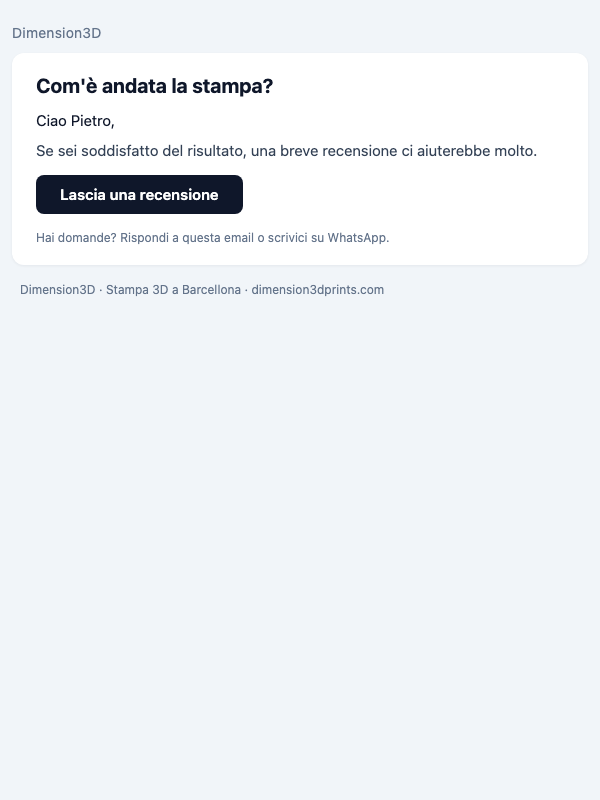 Dimension3D
Com'è andata la stampa?
Ciao Pietro,
Se sei soddisfatto del risultato, una breve recensione ci aiuterebbe molto.
Lascia una recensione
Hai domande? Rispondi a questa email o scrivici su WhatsApp.
Dimension3D · Stampa 3D a Barcellona · dimension3dprints.com